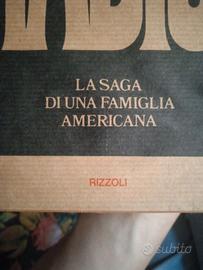 LA SAGA
DI UNA FAMIGLIA
AMERICANA
RIZZOLI
subito